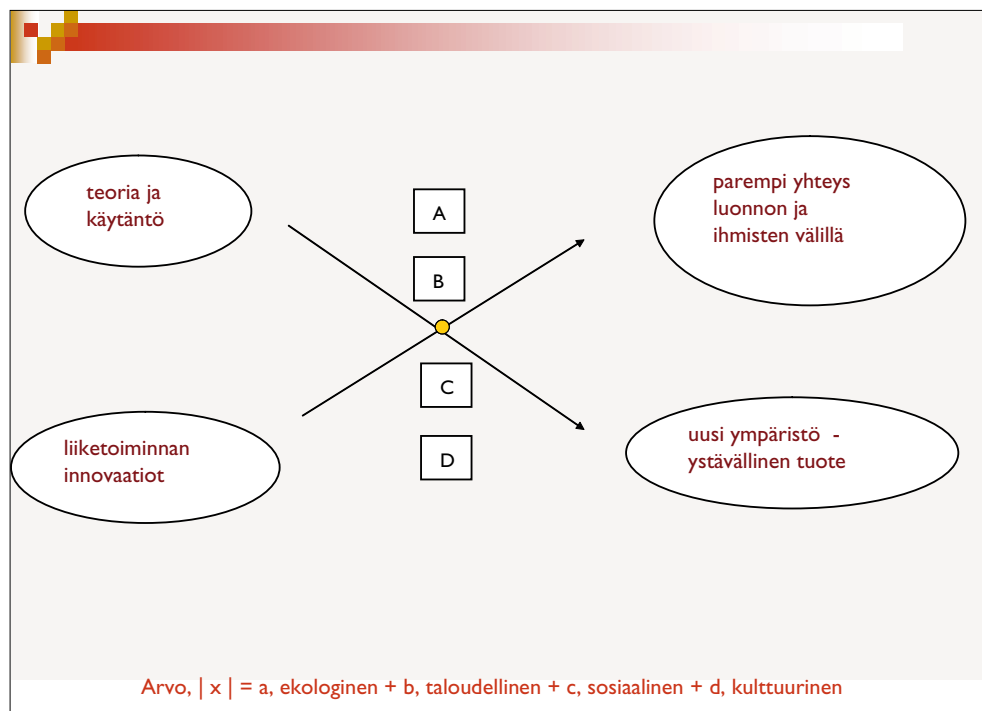 teoria ja
käytäntö
A
B
parempi yhteys
luonnon ja
ihmisten välillä
liiketoiminnan
innovaatiot
C
D
uusi ympäristö -
ystävällinen tuote
Arvo, | x | = a, ekologinen + b, taloudellinen + c, sosiaalinen + d, kulttuurinen